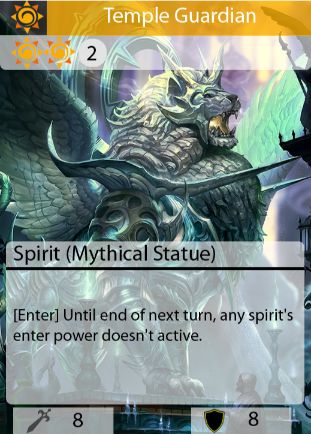 Temple Guardian
2
Spirit (Mythical Statue)
[Enter] Until end of next turn, any spirit's
enter power doesn't active.
8
8